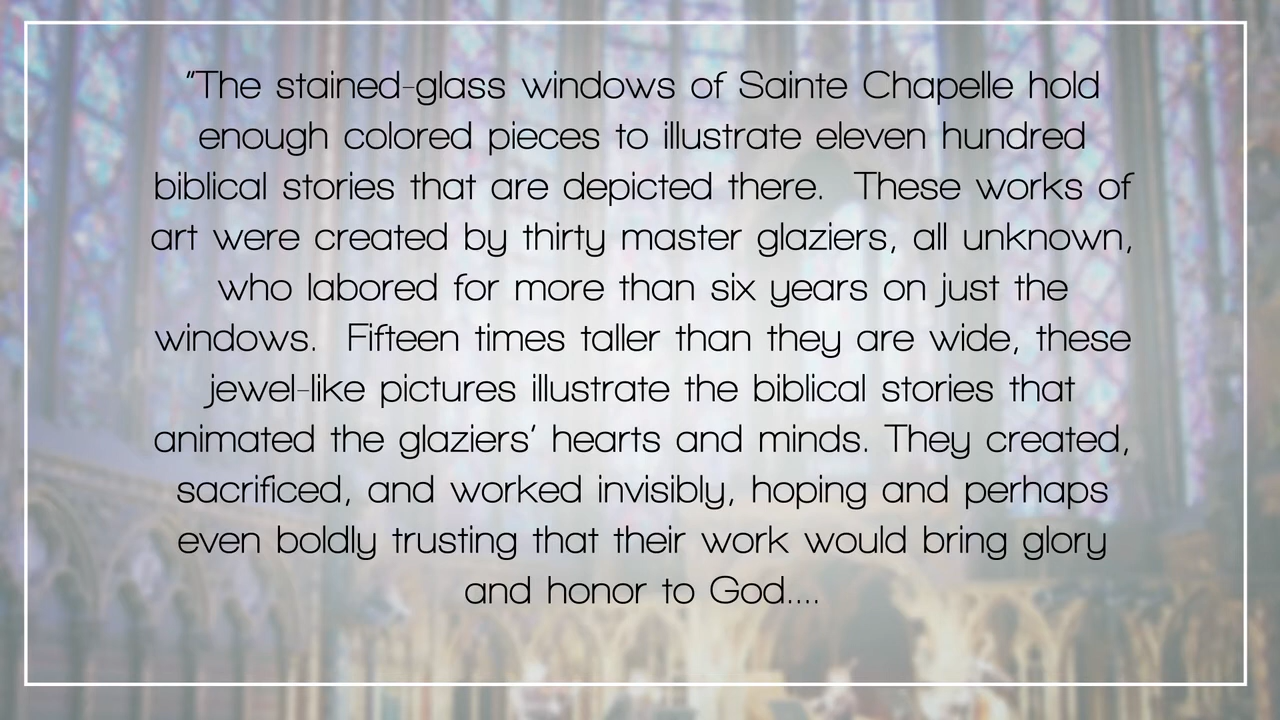 "The stained-glass windows of Sainte Chapelle hold
enough colored pieces to illustrate eleven hundred
biblical stories that are depicted there.  These works of
art were created by thirty master glaziers, all unknown,
who labored for more than six years on just the
windows.  Fifteen times taller than they are wide, these
jewel-like pictures illustrate the biblical stories that
animated the glaziers' hearts and minds. They created,
sacrificed, and worked invisibly, hoping and perhaps
even boldly trusting that their work would bring glory
and honor to God....